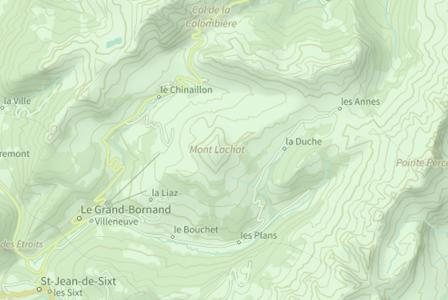 Col de la
Colombière
le Chinaillon
la Ville
les Annes
la Duche
Mont Lachat
remont
Pointe Perce
la Liaz
Le Grand-Bornand
Villeneuve
le Bouchet
les Plans
des Étroits
St-Jean-de-Sixt
les Sixt